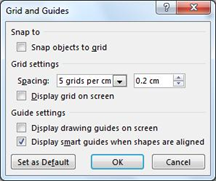 Grid and Guides
Snap to
Snap objects to grid
Grid settings
Spacing: 5 grids per cm 0.2 cm
Display grid on screen
Guide settings
Display drawing guides on screen
Display smart guides when shapes are aligned
Set as Default OK Cancel